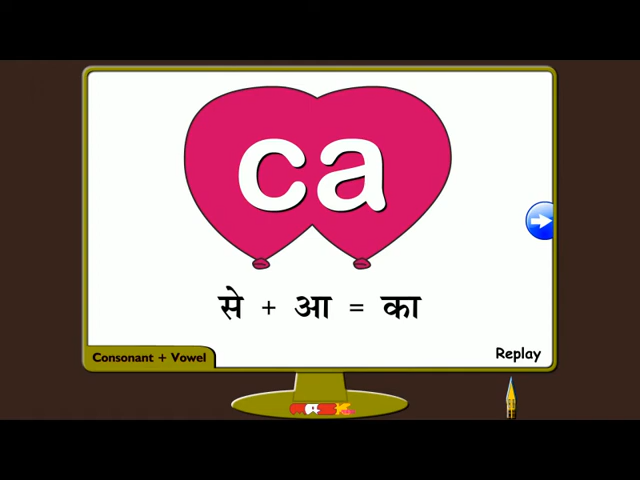 ca
से + आ = का
Consonant + Vowel
Replay